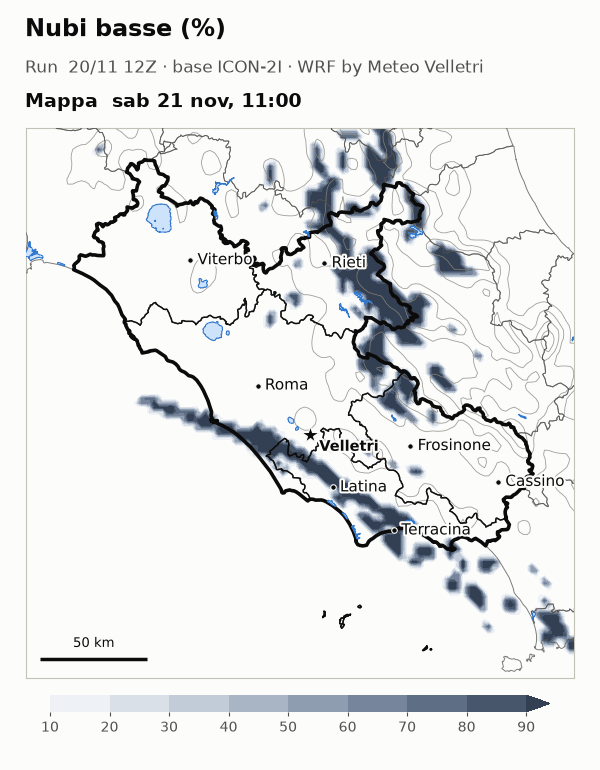 Nubi basse (%)
Run 20/11 12Z · base ICON-2I · WRF by Meteo Velletri
Mappa sab 21 nov, 11:00
Viterbo
Rieti
Roma
Velletri
Frosinone
Latina
Cassino
Terracina
50 km
10 20 30 40 50 60 70 80 90